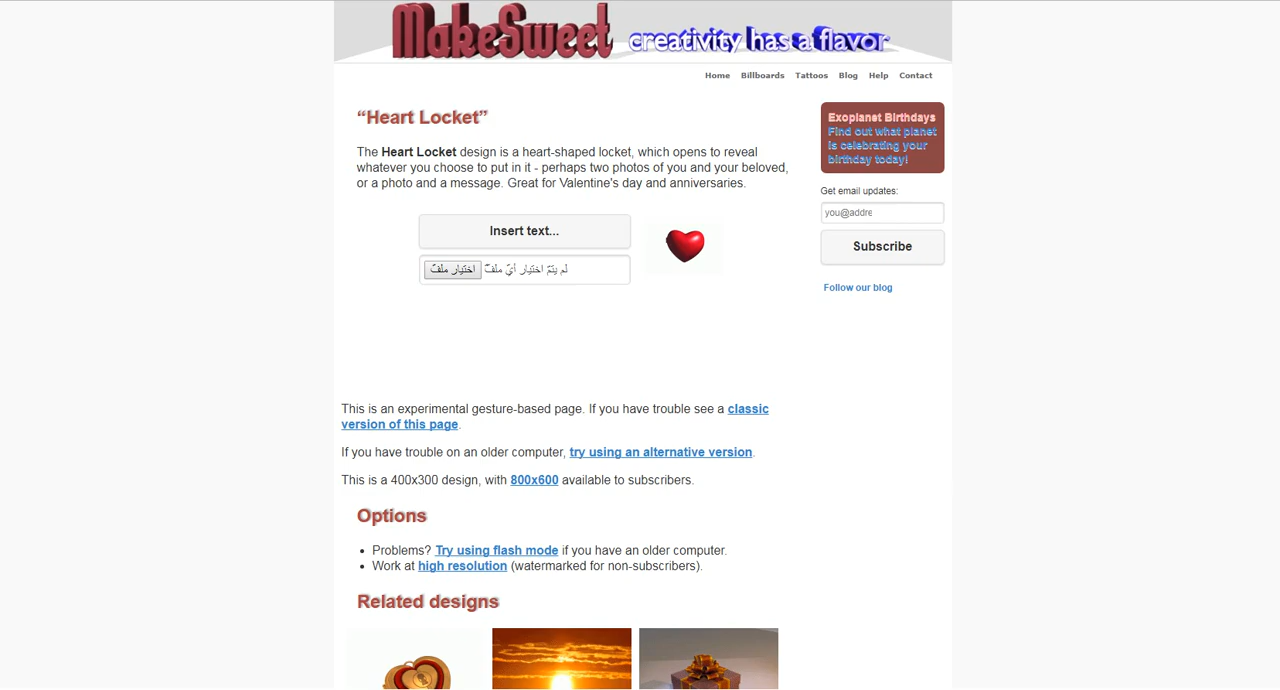 MakeSweet creativity has a flavor
Home Billboards Tattoos Blog Help Contact
“Heart Locket”
The Heart Locket design is a heart-shaped locket, which opens to reveal
whatever you choose to put in it - perhaps two photos of you and your beloved,
or a photo and a message. Great for Valentine's day and anniversaries.
Insert text...
اختيار ملفّ لم يتمّ اختيار أيّ ملفّ
Exoplanet Birthdays
Find out what planet
is celebrating your
birthday today!
Get email updates:
you@addre
Subscribe
Follow our blog
This is an experimental gesture-based page. If you have trouble see a classic
version of this page.
If you have trouble on an older computer, try using an alternative version.
This is a 400x300 design, with 800x600 available to subscribers.
Options
• Problems? Try using flash mode if you have an older computer.
• Work at high resolution (watermarked for non-subscribers).
Related designs